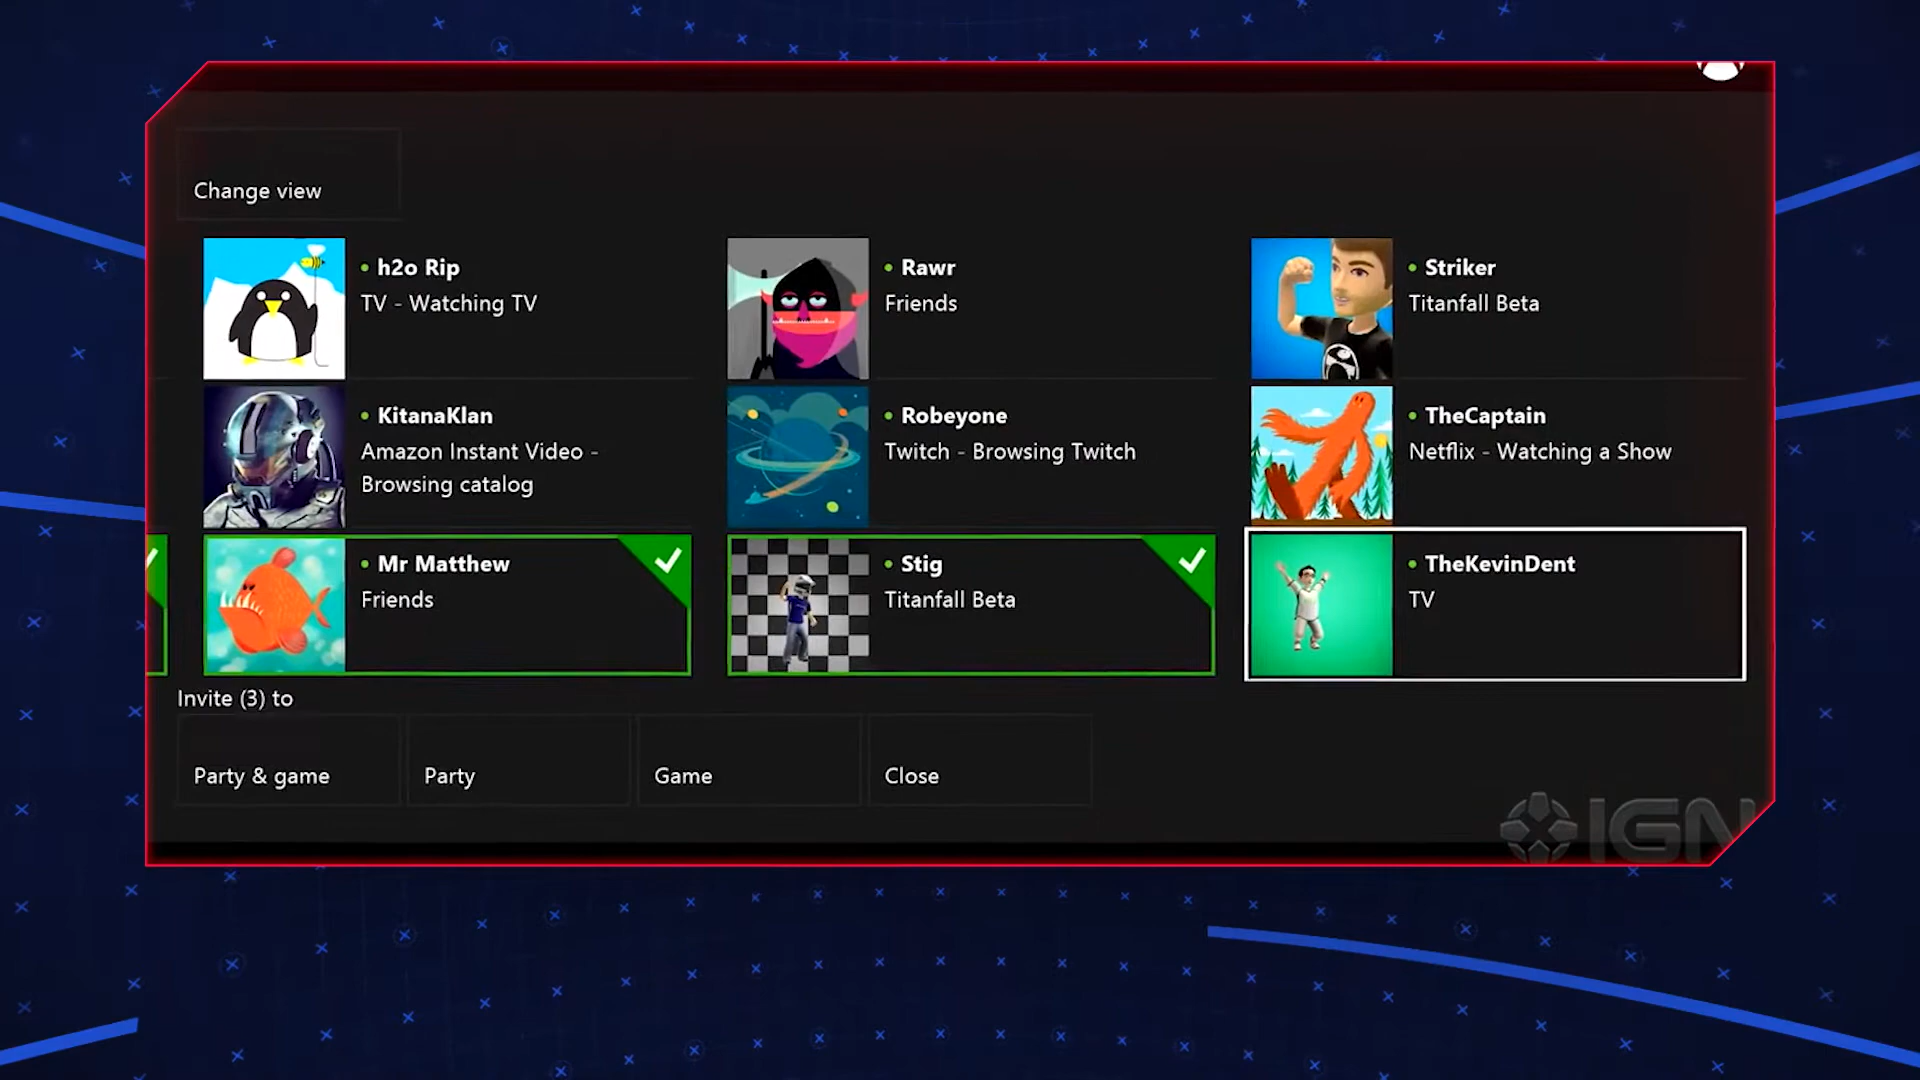 Change view
h2o Rip
TV - Watching TV
Rawr
Friends
Striker
Titanfall Beta
KitanaKlan
Amazon Instant Video -
Browsing catalog
Robeyone
Twitch - Browsing Twitch
TheCaptain
Netflix - Watching a Show
Mr Matthew
Friends
Stig
Titanfall Beta
TheKevinDent
TV
Invite (3) to
Party & game
Party
Game
Close
IGN